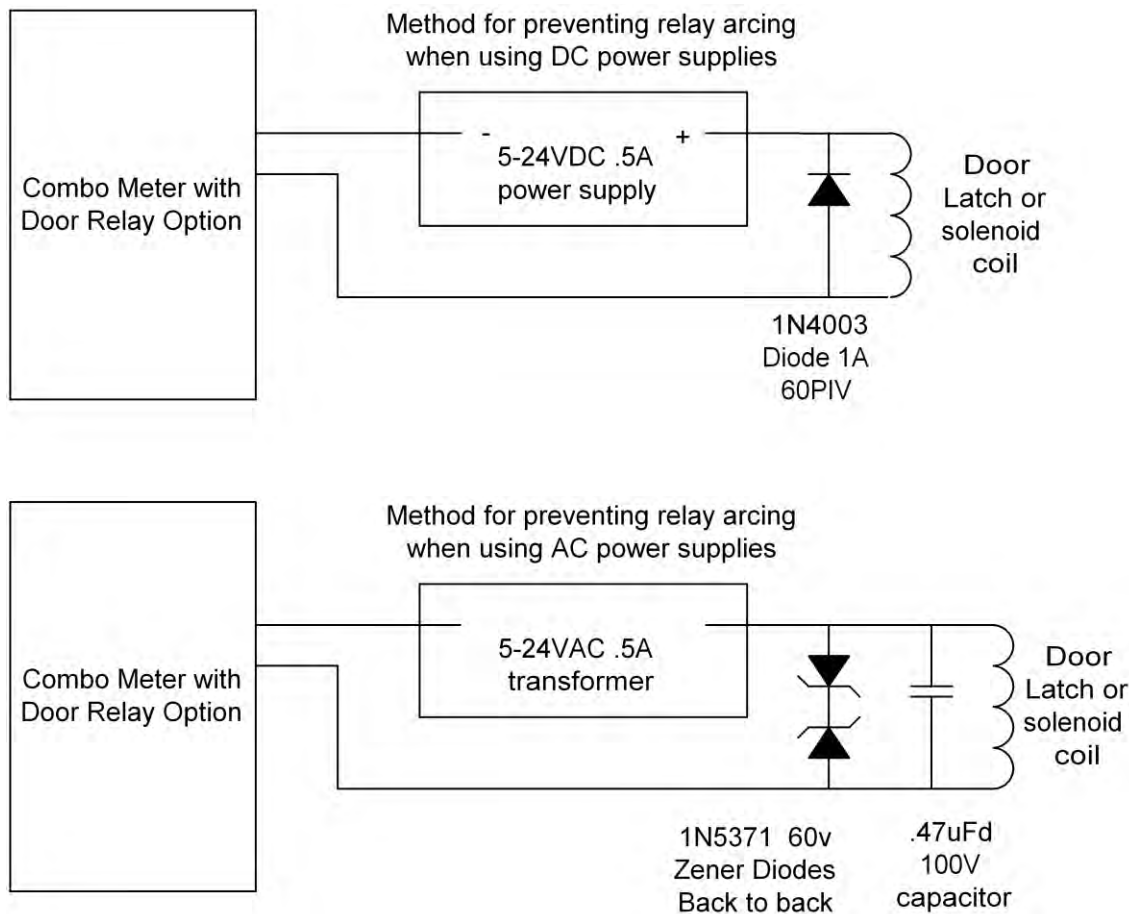 Method for preventing relay arcing
when using DC power supplies
Combo Meter with
Door Relay Option
- +
5-24VDC .5A
power supply
Door
Latch or
solenoid
coil
1N4003
Diode 1A
60PIV
Method for preventing relay arcing
when using AC power supplies
Combo Meter with
Door Relay Option
5-24VAC .5A
transformer
Door
Latch or
solenoid
coil
1N5371 60v
Zener Diodes
Back to back
.47uFd
100V
capacitor